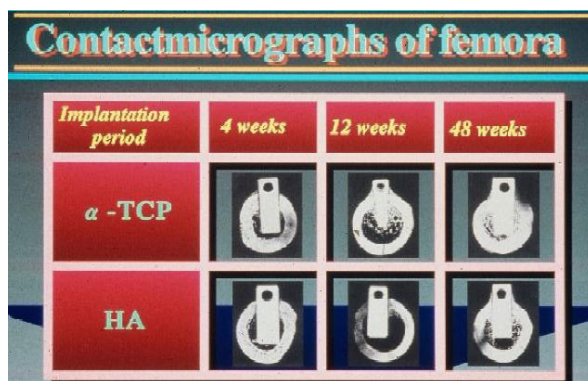 Contactmicrographs of femora
Implantation period
4 weeks
12 weeks
48 weeks
α -TCP
HA